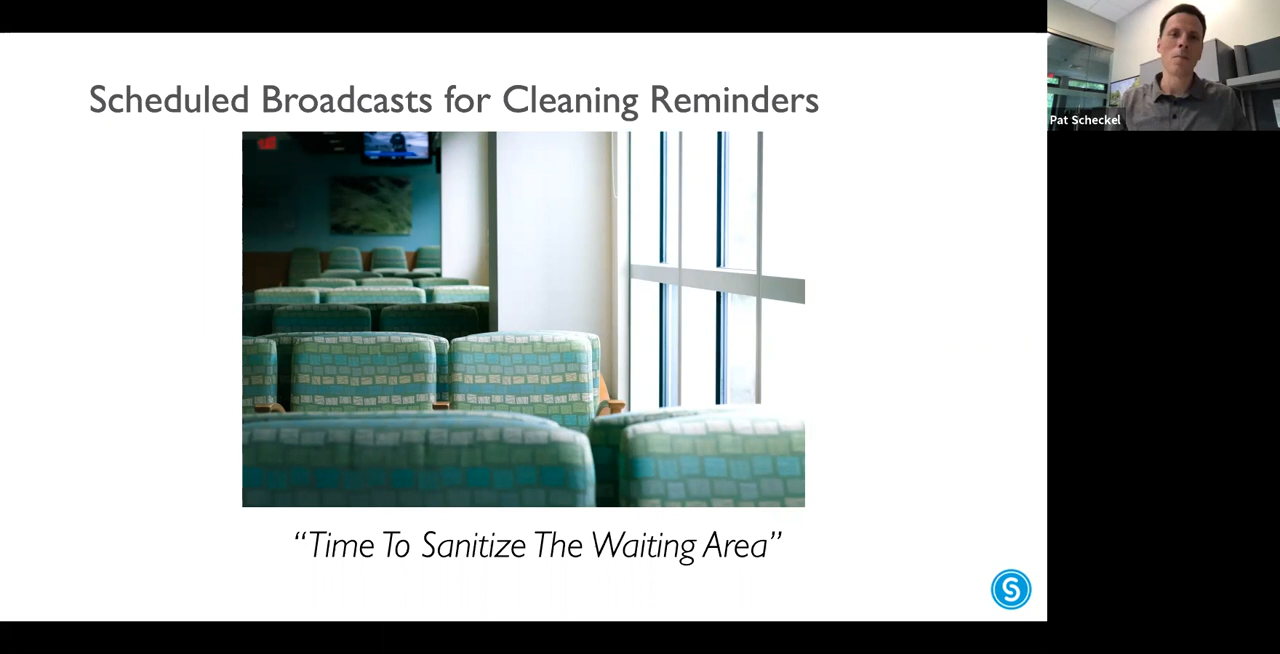 Scheduled Broadcasts for Cleaning Reminders
Pat Scheckel
“Time To Sanitize The Waiting Area”
S